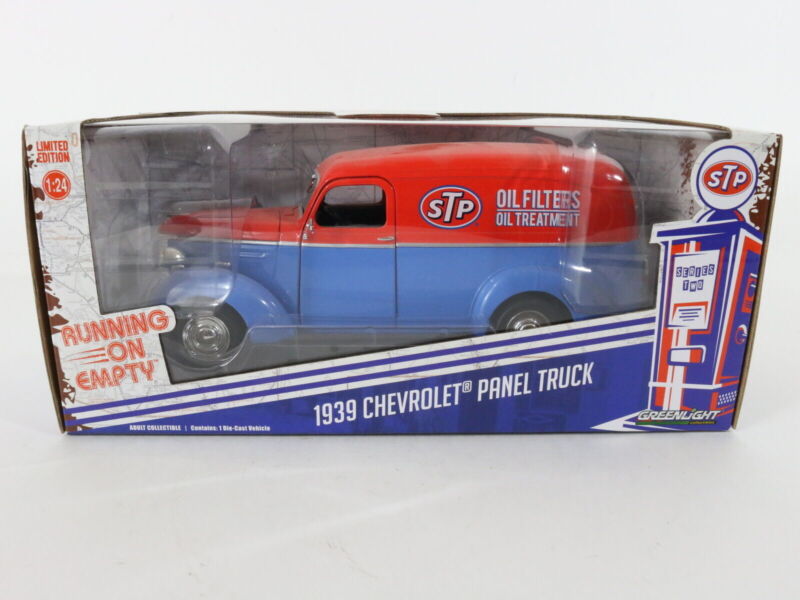 LIMITED
EDITION
1:24
STP
OIL FILTERS
OIL TREATMENT
STP
SERIES
TWO
RUNNING
ON
EMPTY
1939 CHEVROLET® PANEL TRUCK
ADULT COLLECTIBLE | Contains: 1 Die-Cast Vehicle
GREENLIGHT
collectibles